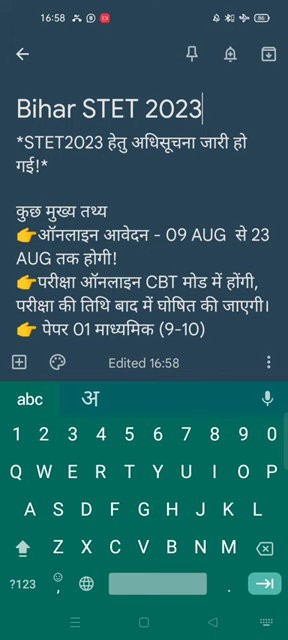 16:58
86
Bihar STET 2023
*STET2023 हेतु अधिसूचना जारी हो
गई!*
कुछ मुख्य तथ्य
👉ऑनलाइन आवेदन - 09 AUG से 23
AUG तक होगी!
👉परीक्षा ऑनलाइन CBT मोड में होंगी,
परीक्षा की तिथि बाद में घोषित की जाएगी।
👉 पेपर 01 माध्यमिक (9-10)
Edited 16:58
abc अ
1 2 3 4 5 6 7 8 9 0
Q W E R T Y U I O P
A S D F G H J K L
Z X C V B N M
?123 , .